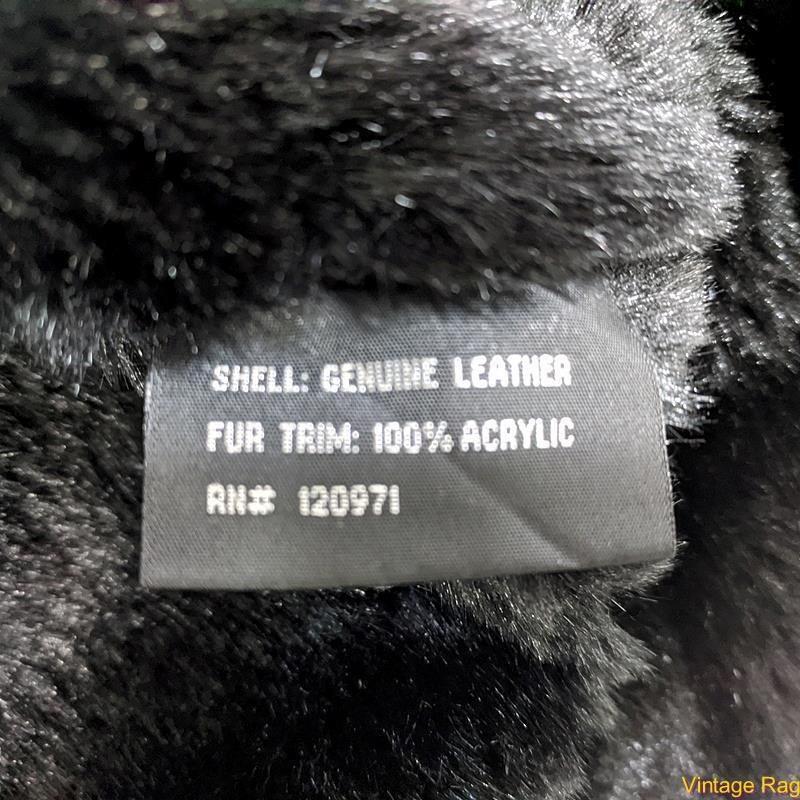 SHELL: GENUINE LEATHER
FUR TRIM: 100% ACRYLIC
RN# 120971
Vintage Rag